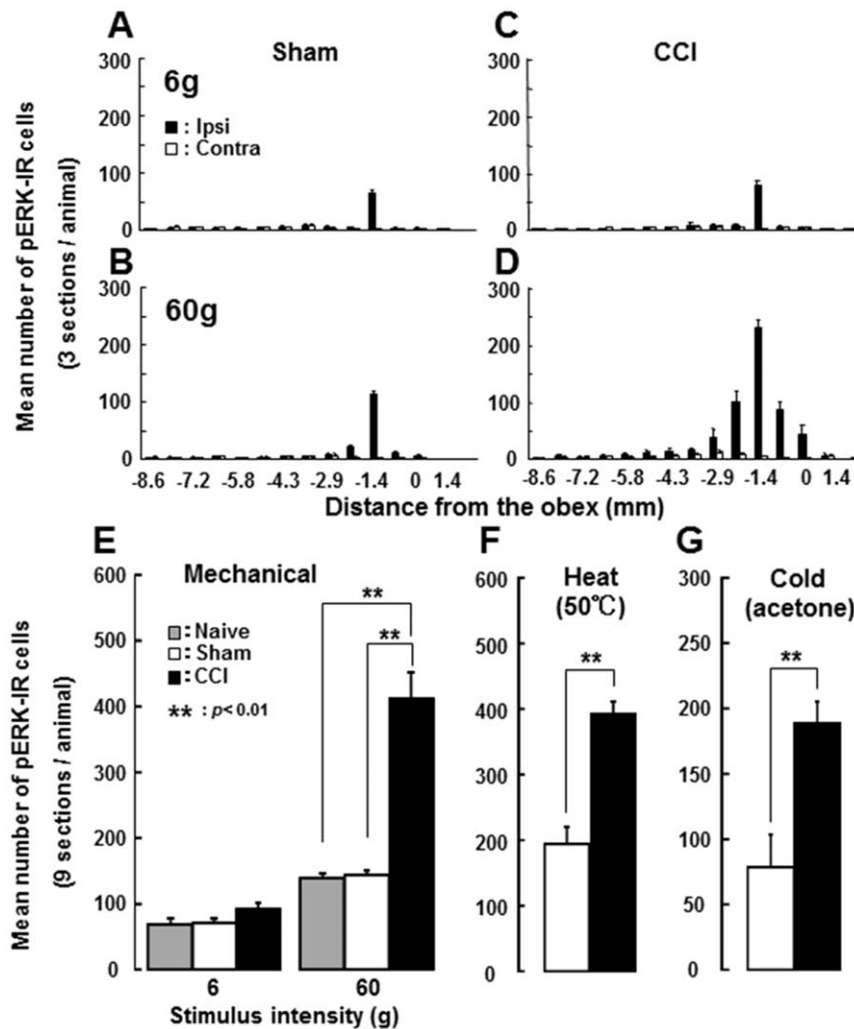 A
Sham
C
CCI
300
200
100
0
6g
■ : Ipsi
□ : Contra
300
200
100
0
B
60g
300
200
100
0
D
300
200
100
0
-8.6 -7.2 -5.8 -4.3 -2.9 -1.4 0 1.4
-8.6 -7.2 -5.8 -4.3 -2.9 -1.4 0 1.4
Distance from the obex (mm)
Mean number of pERK-IR cells
(3 sections / animal)
E
Mechanical
600
500
400
300
200
100
0
: Naive
: Sham
: CCI
** : p< 0.01
**
**
6 60
Stimulus intensity (g)
Mean number of pERK-IR cells
(9 sections / animal)
F
Heat
(50℃)
600
500
400
300
200
100
0
**
G
Cold
(acetone)
300
250
200
150
100
50
0
**